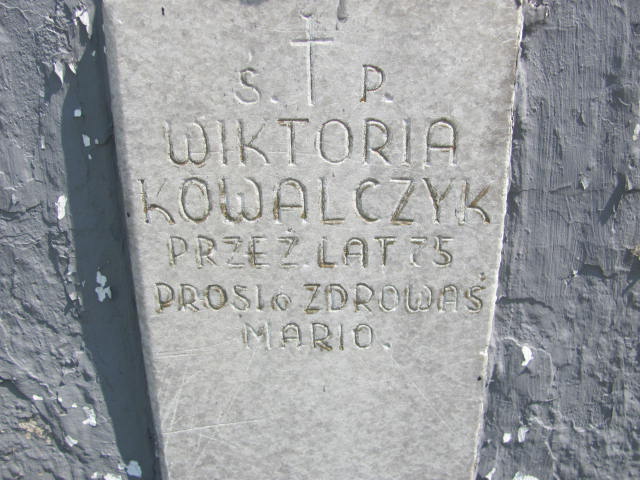 S. P.
WIKTORIA
KOWALCZYK
PRZEŻ. LAT 75
PROSI O ZDROWAŚ
MARIO.